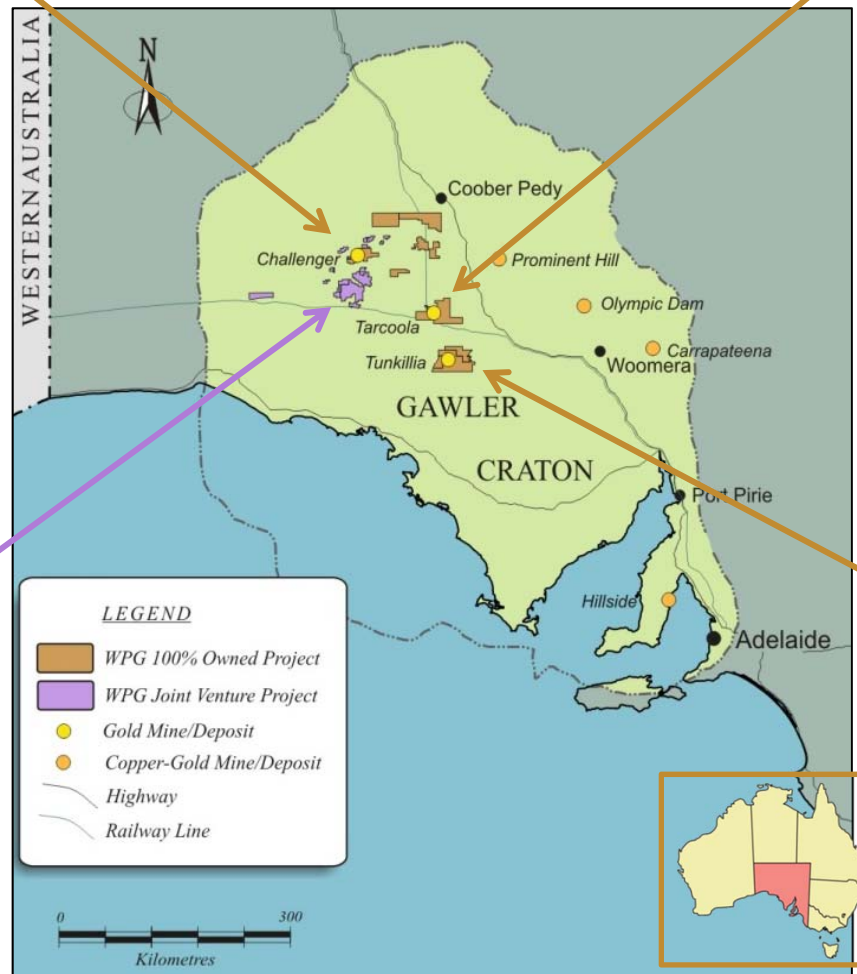 WESTERN AUSTRALIA
N
Coober Pedy
Challenger
Prominent Hill
Olympic Dam
Tarcoola
Carrapateena
Woomera
Tunkillia
GAWLER
CRATON
Port Pirie
Hillside
Adelaide
LEGEND
WPG 100% Owned Project
WPG Joint Venture Project
Gold Mine/Deposit
Copper-Gold Mine/Deposit
Highway
Railway Line
0 300
Kilometres